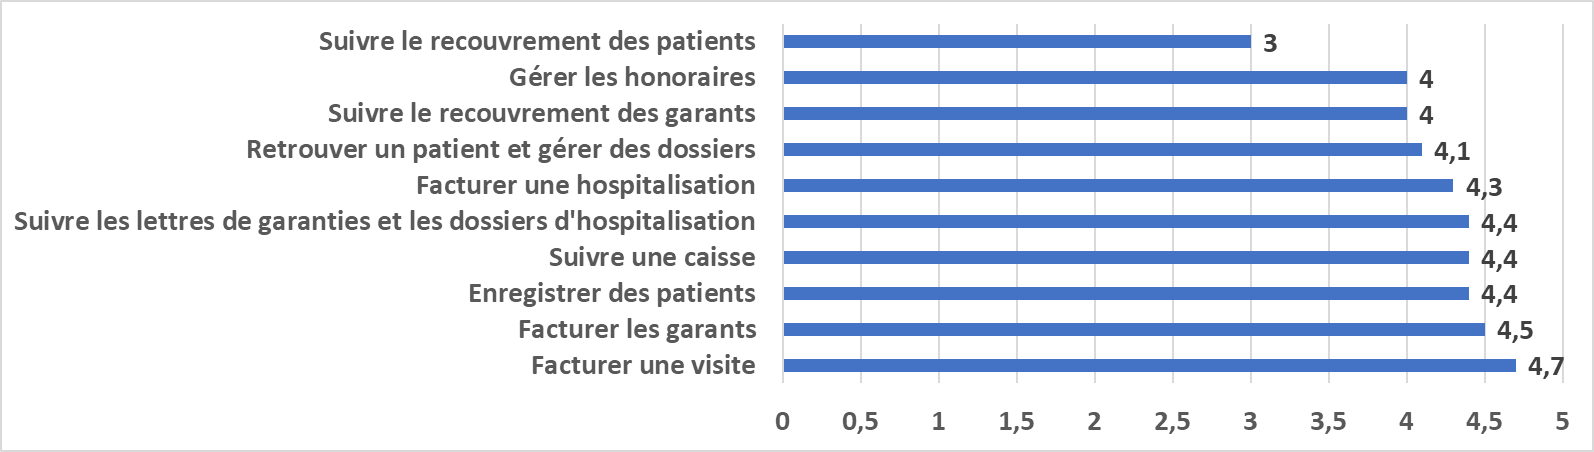 Suivre le recouvrement des patients 3
Gérer les honoraires 4
Suivre le recouvrement des garants 4
Retrouver un patient et gérer des dossiers 4,1
Facturer une hospitalisation 4,3
Suivre les lettres de garanties et les dossiers d'hospitalisation 4,4
Suivre une caisse 4,4
Enregistrer des patients 4,4
Facturer les garants 4,5
Facturer une visite 4,7
0 0,5 1 1,5 2 2,5 3 3,5 4 4,5 5